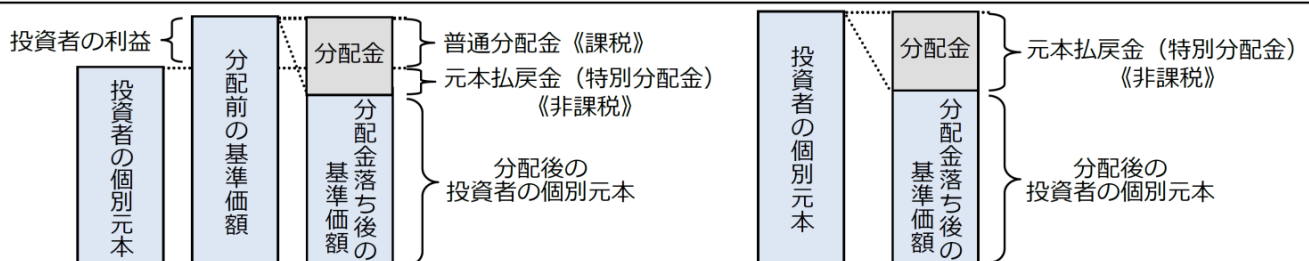 投資者の利益
投資者の個別元本
分配前の基準価額
分配金
分配金落ち後の
基準価額
普通分配金《課税》
元本払戻金（特別分配金）
《非課税》
分配後の
投資者の個別元本
投資者の個別元本
分配金
分配金落ち後の
基準価額
元本払戻金（特別分配金）
《非課税》
分配後の
投資者の個別元本